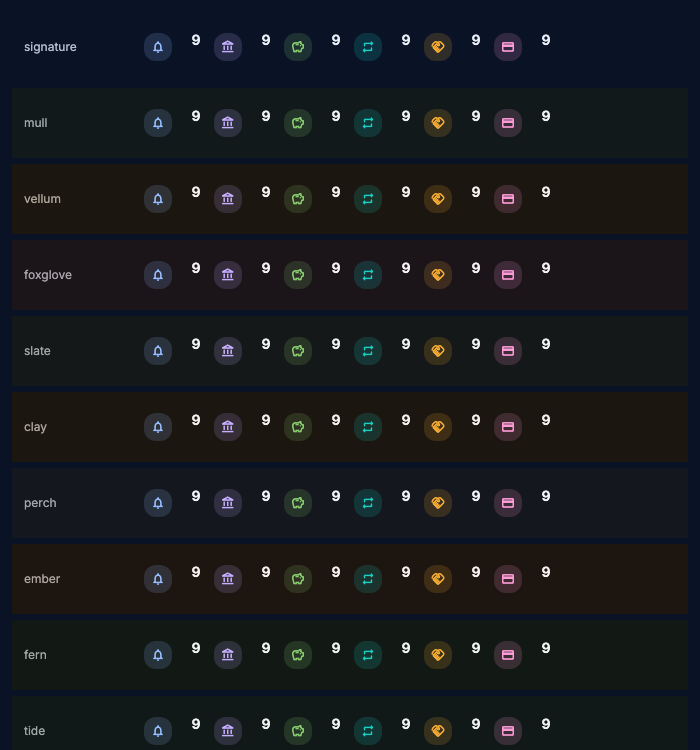 signature 9 9 9 9 9 9
mull 9 9 9 9 9 9
vellum 9 9 9 9 9 9
foxglove 9 9 9 9 9 9
slate 9 9 9 9 9 9
clay 9 9 9 9 9 9
perch 9 9 9 9 9 9
ember 9 9 9 9 9 9
fern 9 9 9 9 9 9
tide 9 9 9 9 9 9